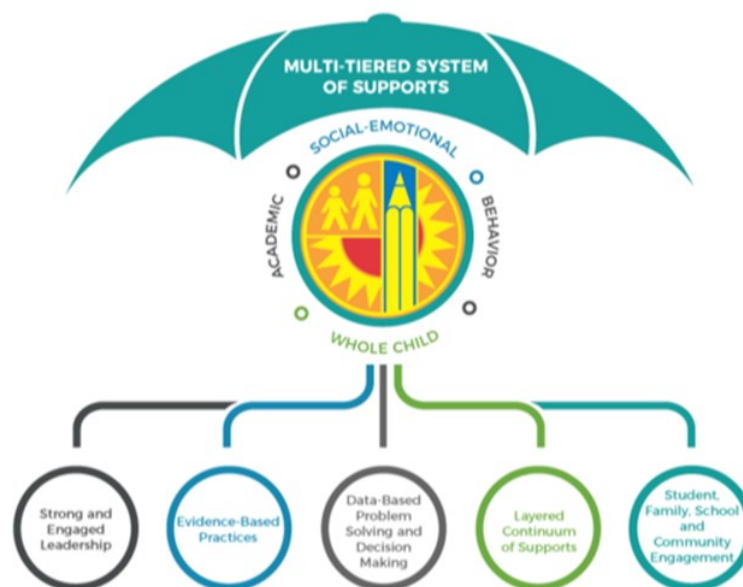 MULTI-TIERED SYSTEM
OF SUPPORTS
SOCIAL-EMOTIONAL
ACADEMIC
BEHAVIOR
WHOLE CHILD
Strong and
Engaged
Leadership
Evidence-Based
Practices
Data-Based
Problem
Solving and
Decision
Making
Layered
Continuum
of Supports
Student,
Family, School
and
Community
Engagement